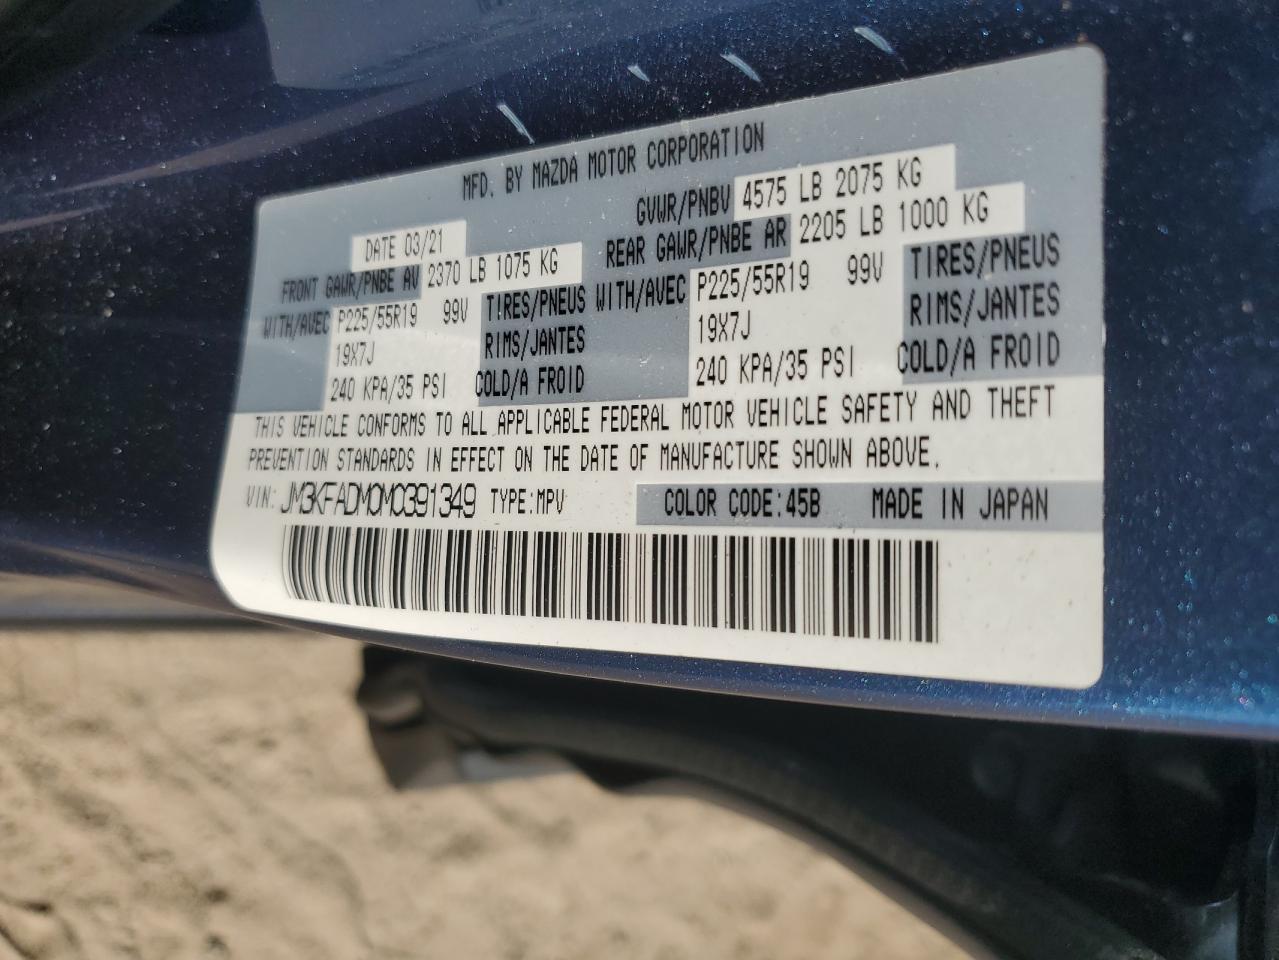 MFD. BY MAZDA MOTOR CORPORATION
DATE 03/21 GVWR/PNBV 4575 LB 2075 KG
FRONT GAWR/PNBE AV 2370 LB 1075 KG REAR GAWR/PNBE AR 2205 LB 1000 KG
WITH/AVEC P225/55R19 99V TIRES/PNEUS WITH/AVEC P225/55R19 99V TIRES/PNEUS
19X7J RIMS/JANTES 19X7J RIMS/JANTES
240 KPA/35 PSI COLD/A FROID 240 KPA/35 PSI COLD/A FROID
THIS VEHICLE CONFORMS TO ALL APPLICABLE FEDERAL MOTOR VEHICLE SAFETY AND THEFT
PREVENTION STANDARDS IN EFFECT ON THE DATE OF MANUFACTURE SHOWN ABOVE.
VIN: JM3KFADM0M0391349 TYPE:MPV COLOR CODE:45B MADE IN JAPAN